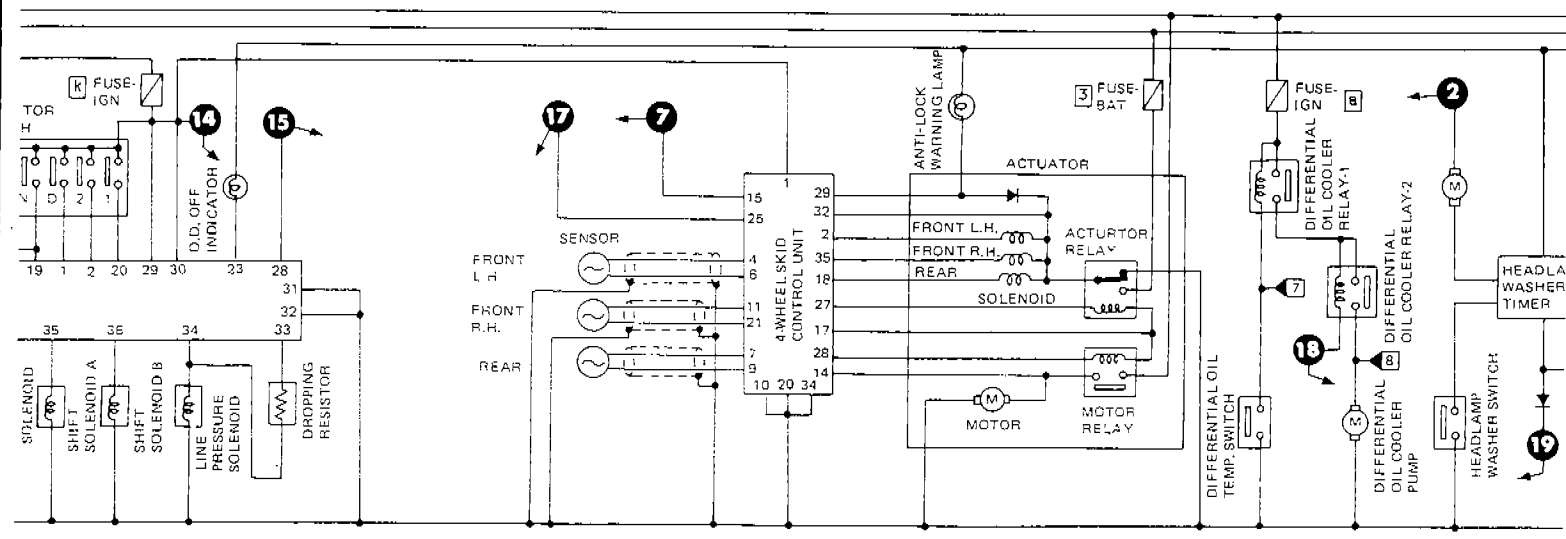 k FUSE-
IGN
TOR
H
N D 2 1
14
15
O.D. OFF
INDICATOR
19 1 2 20 29 30 23 28
31
32
35 36 34 33
SOLENOID
SHIFT
SOLENOID A
SHIFT
SOLENOID B
LINE
PRESSURE
SOLENOID
DROPPING
RESISTOR
17
7
SENSOR
FRONT
L.H
FRONT
R.H.
REAR
1
15
25
4
6
11
21
7
9
10 20 34
4-WHEEL SKID
CONTROL UNIT
29
32
2
35
18
27
17
28
14
ANTI-LOCK
WARNING LAMP
ACTUATOR
FRONT L.H.
FRONT R.H.
REAR
SOLENOID
ACTURTOR
RELAY
M
MOTOR
MOTOR
RELAY
3 FUSE-
BAT
FUSE-
IGN a
DIFFERENTIAL
OIL COOLER
RELAY-1
7
DIFFERENTIAL
OIL COOLER RELAY-2
18
8
DIFFERENTIAL OIL
TEMP. SWITCH
M
DIFFERENTIAL
OIL COOLER
PUMP
2
M
HEADLA
WASHER
TIMER
HEADLAMP
WASHER SWITCH
19